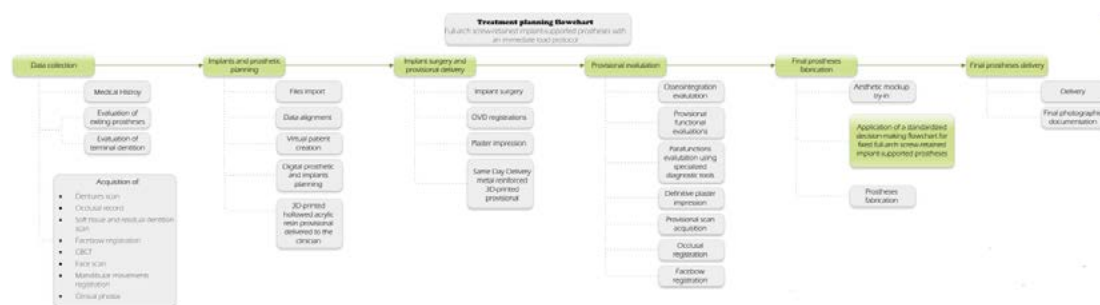 Treatment planning flowchart
Full-arch screw-retained implant-supported prostheses with
an immediate load protocol
Data collection
Medical History
Evaluation of
exiting prostheses
Evaluation of
terminal dentition
Acquisition of:
Dentures scan
Occlusal record
Soft tissue and residual dentition
scan
Facebow registration
CBCT
Face scan
Mandibular movements
registration
Clinical photos
Implants and prosthetic
planning
Files import
Data alignment
Virtual patient
creation
Digital prosthetic and
implants planning
3D-printed
hollowed acrylic
resin provisional
delivered to the
clinician
Implant surgery and
provisional delivery
Implant surgery
OVD registrations
Plaster impression
Same Day Delivery
metal-reinforced
3D-printed
provisional
Provisional evalutation
Osseointegration
evalutation
Provisional
functional
evaluations
Parafunctions
evalutation using
specialized
diagnostic tools
Definitive plaster
impression
Provisional scan
acquisition
Occlusal
registration
Facebow
registration
Final prostheses
fabrication
Aesthetic mockup
try-in
Application of a standardized
decision-making flowchart for
fixed full-arch screw-retained
implant-supported prostheses
Prostheses
fabrication
Final prostheses delivery
Delivery
Final photographic
documentation